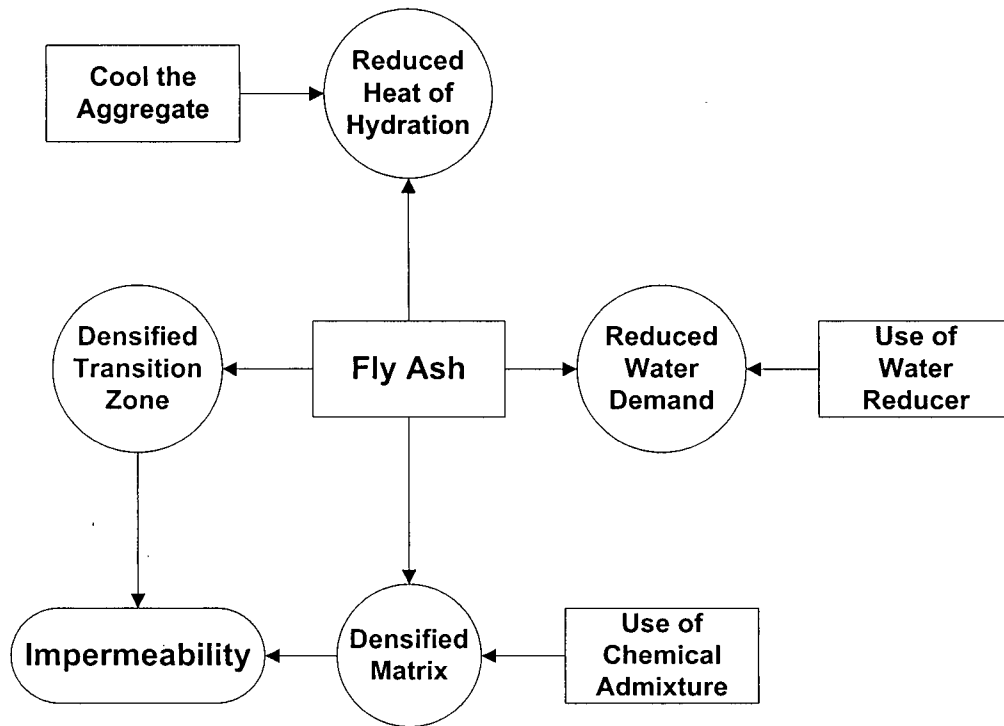 Cool the
Aggregate
Reduced
Heat of
Hydration
Densified
Transition
Zone
Fly Ash
Reduced
Water
Demand
Use of
Water
Reducer
Impermeability
Densified
Matrix
Use of
Chemical
Admixture